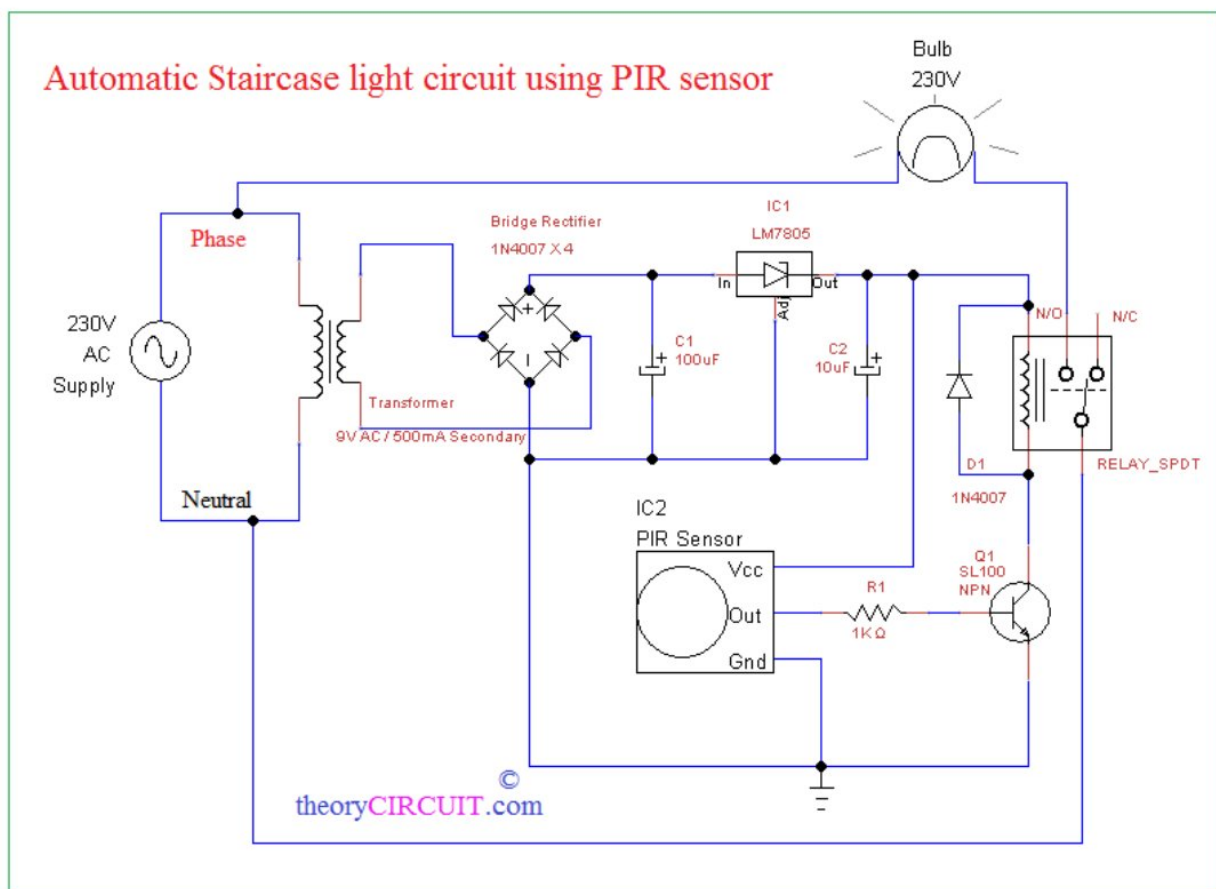 Automatic Staircase light circuit using PIR sensor
Bulb
230V
Phase
Bridge Rectifier
1N4007 X 4
IC1
LM7805
In
Out
Adj
N/O
N/C
230V
AC
Supply
+
–
C1
100uF
+
C2
10uF
+
Transformer
9V AC / 500mA Secondary
D1
1N4007
RELAY_SPDT
Neutral
IC2
PIR Sensor
Vcc
Out
Gnd
R1
1KΩ
Q1
SL100
NPN
©
theoryCIRCUIT.com